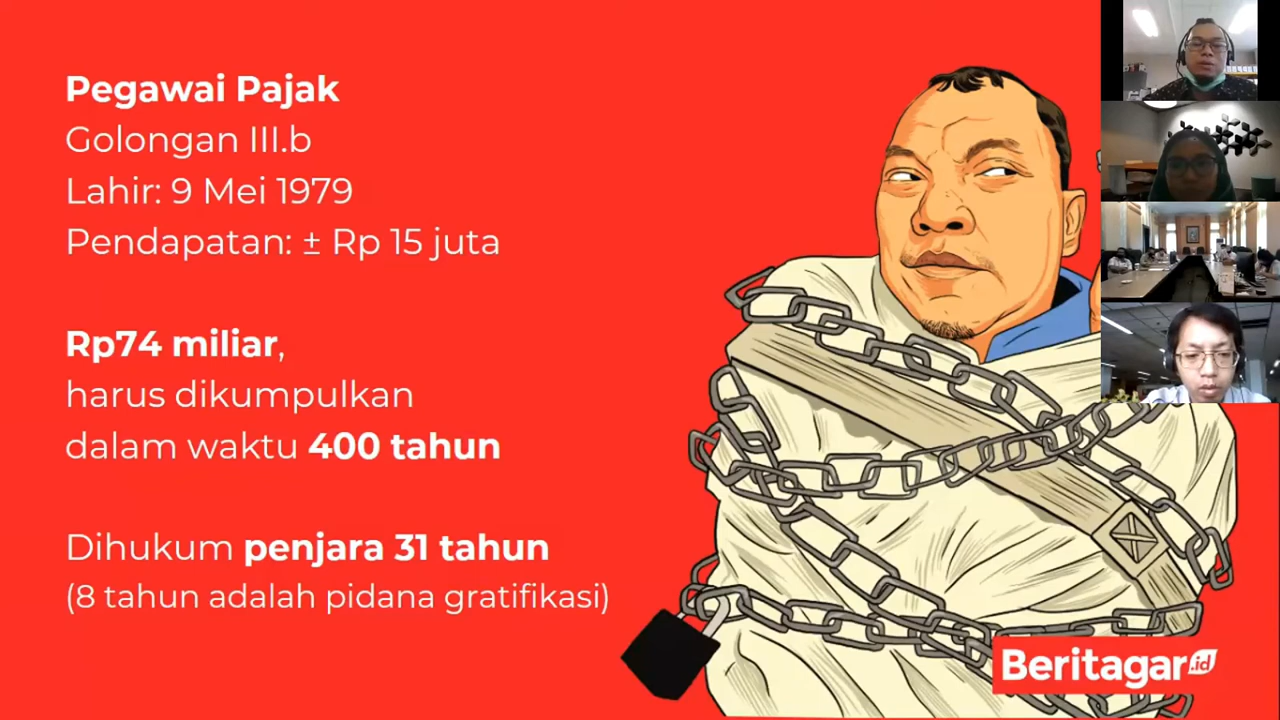 Pegawai Pajak
Golongan III.b
Lahir: 9 Mei 1979
Pendapatan: ± Rp 15 juta
Rp74 miliar,
harus dikumpulkan
dalam waktu 400 tahun
Dihukum penjara 31 tahun
(8 tahun adalah pidana gratifikasi)
Beritagar.id